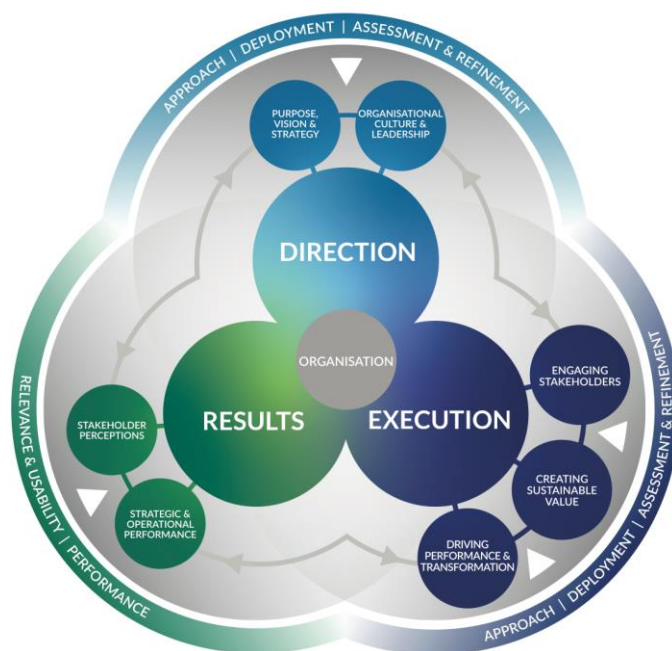 APPROACH | DEPLOYMENT | ASSESSMENT & REFINEMENT
PURPOSE,
VISION &
STRATEGY
ORGANISATIONAL
CULTURE &
LEADERSHIP
DIRECTION
ORGANISATION
RESULTS
EXECUTION
ENGAGING
STAKEHOLDERS
CREATING
SUSTAINABLE
VALUE
DRIVING
PERFORMANCE &
TRANSFORMATION
STAKEHOLDER
PERCEPTIONS
STRATEGIC &
OPERATIONAL
PERFORMANCE
RELEVANCE & USABILITY | PERFORMANCE
APPROACH | DEPLOYMENT | ASSESSMENT & REFINEMENT